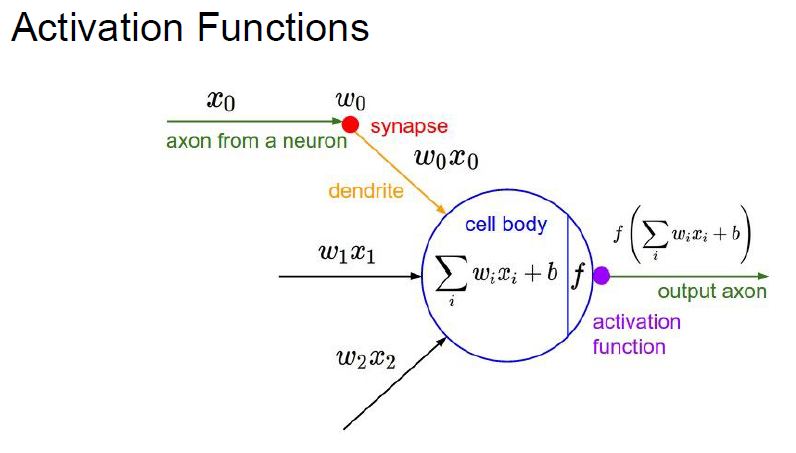 Activation Functions
x₀
w₀
axon from a neuron
synapse
w₀x₀
dendrite
cell body
w₁x₁
∑ᵢ wᵢxᵢ + b
f
f(∑ᵢ wᵢxᵢ + b)
output axon
activation
function
w₂x₂